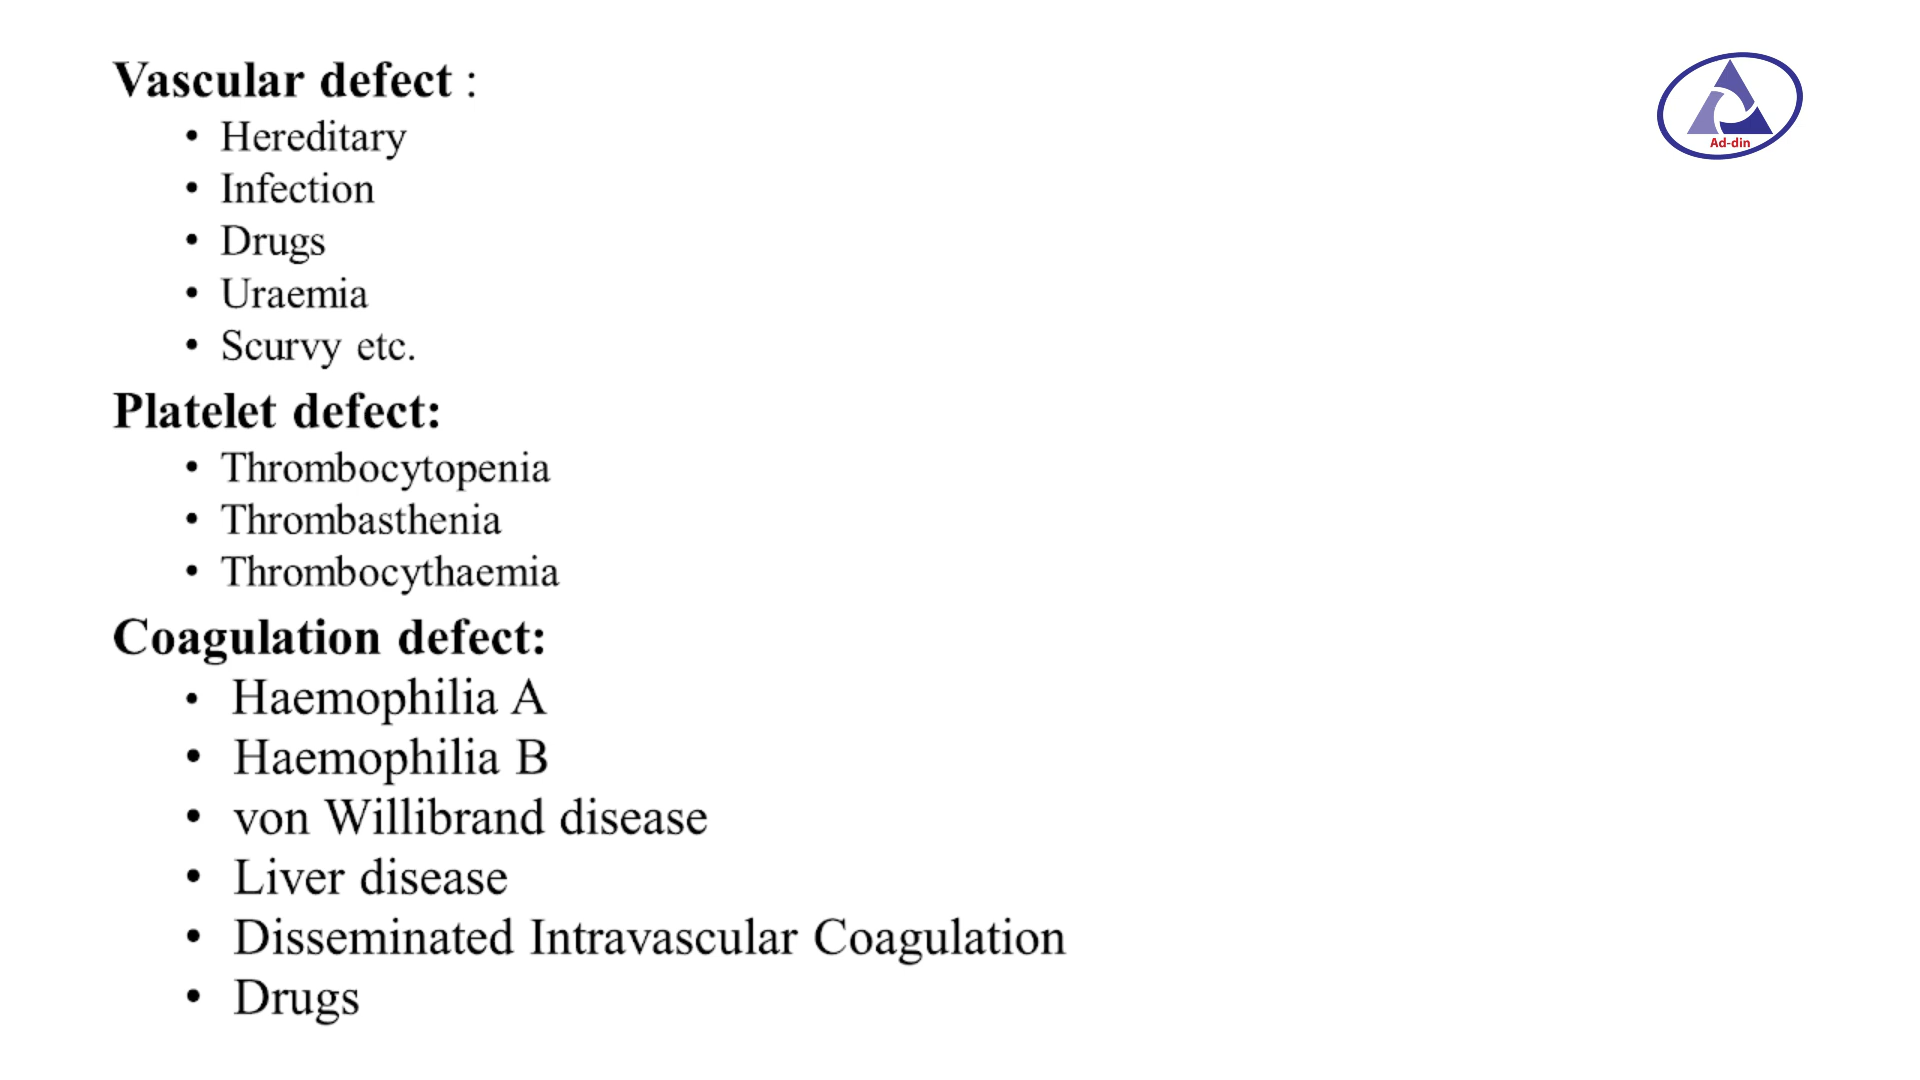 Vascular defect :
• Hereditary
• Infection
• Drugs
• Uraemia
• Scurvy etc.
Platelet defect:
• Thrombocytopenia
• Thrombasthenia
• Thrombocythaemia
Coagulation defect:
• Haemophilia A
• Haemophilia B
• von Willibrand disease
• Liver disease
• Disseminated Intravascular Coagulation
• Drugs
Ad-din